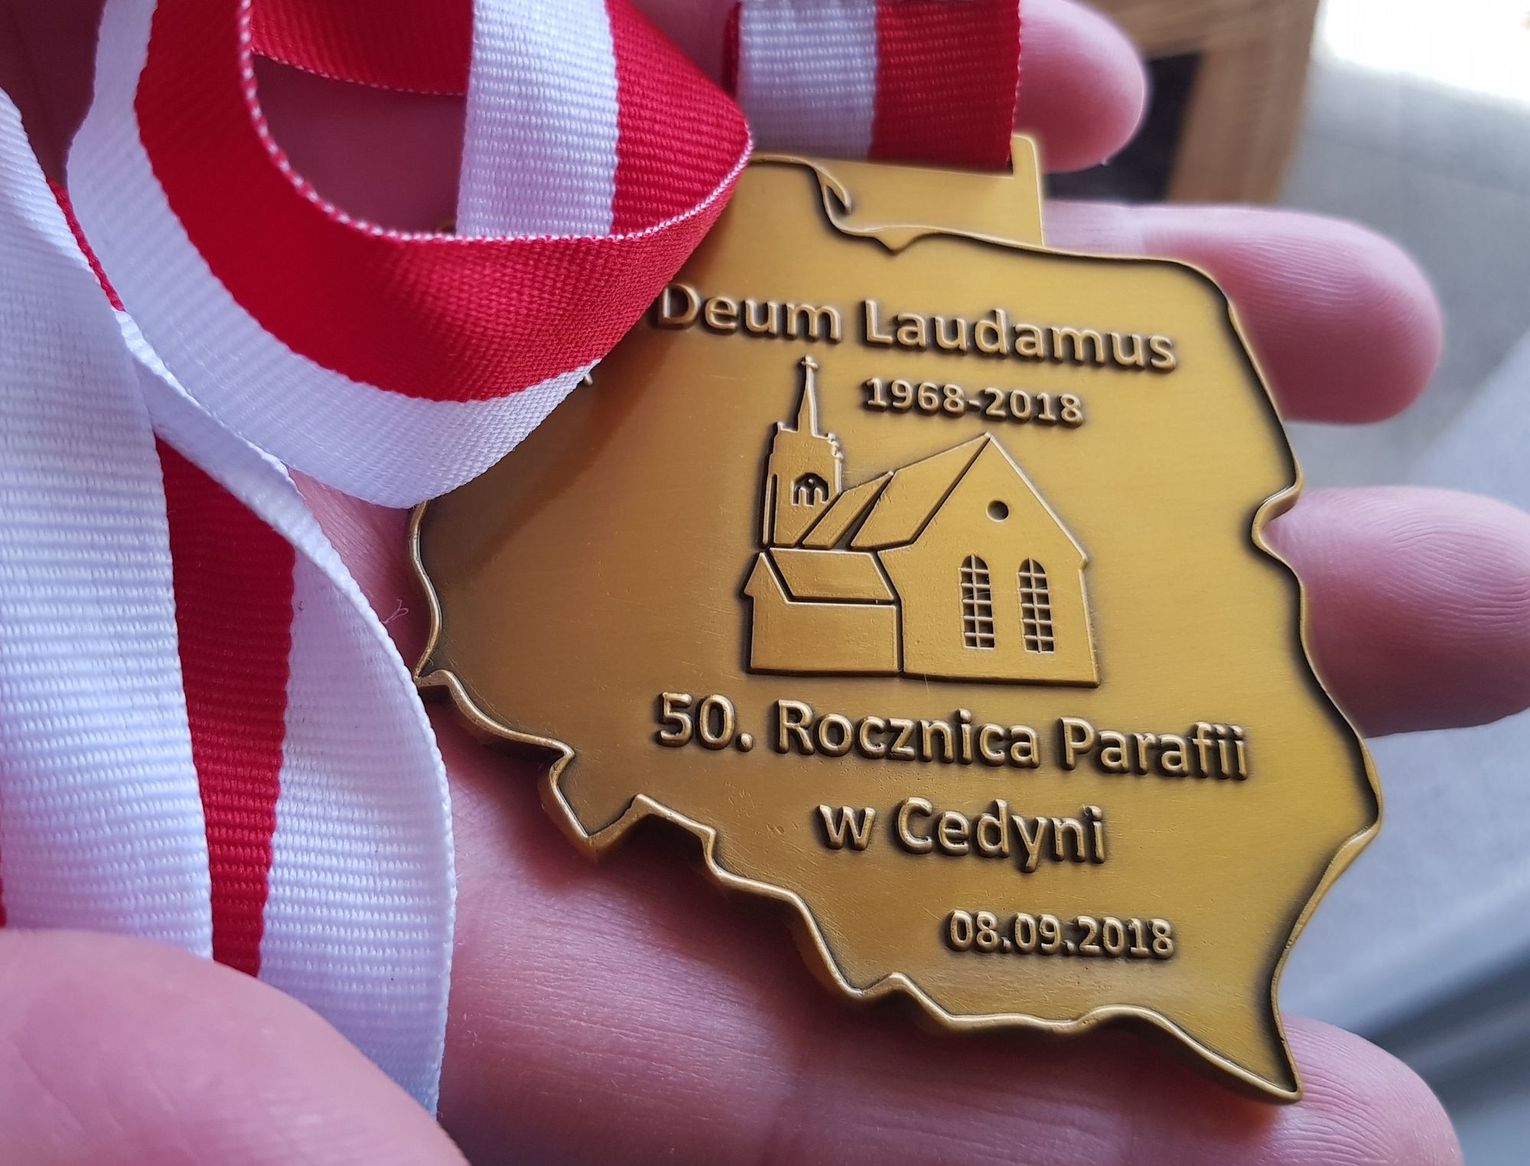 Deum Laudamus
1968-2018
50. Rocznica Parafii
w Cedyni
08.09.2018